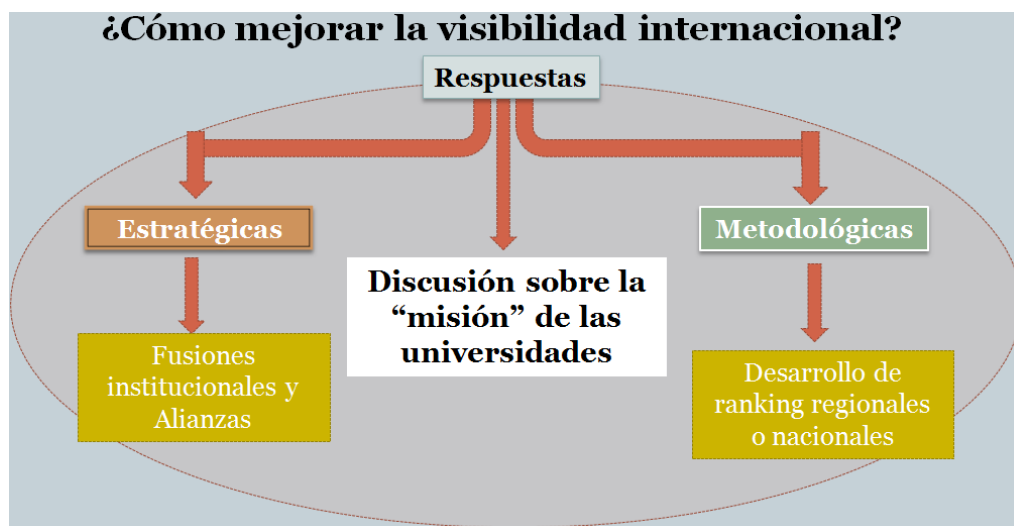 ¿Cómo mejorar la visibilidad internacional?
Respuestas
Estratégicas
Metodológicas
Discusión sobre la
“misión” de las
universidades
Fusiones
institucionales y
Alianzas
Desarrollo de
ranking regionales
o nacionales